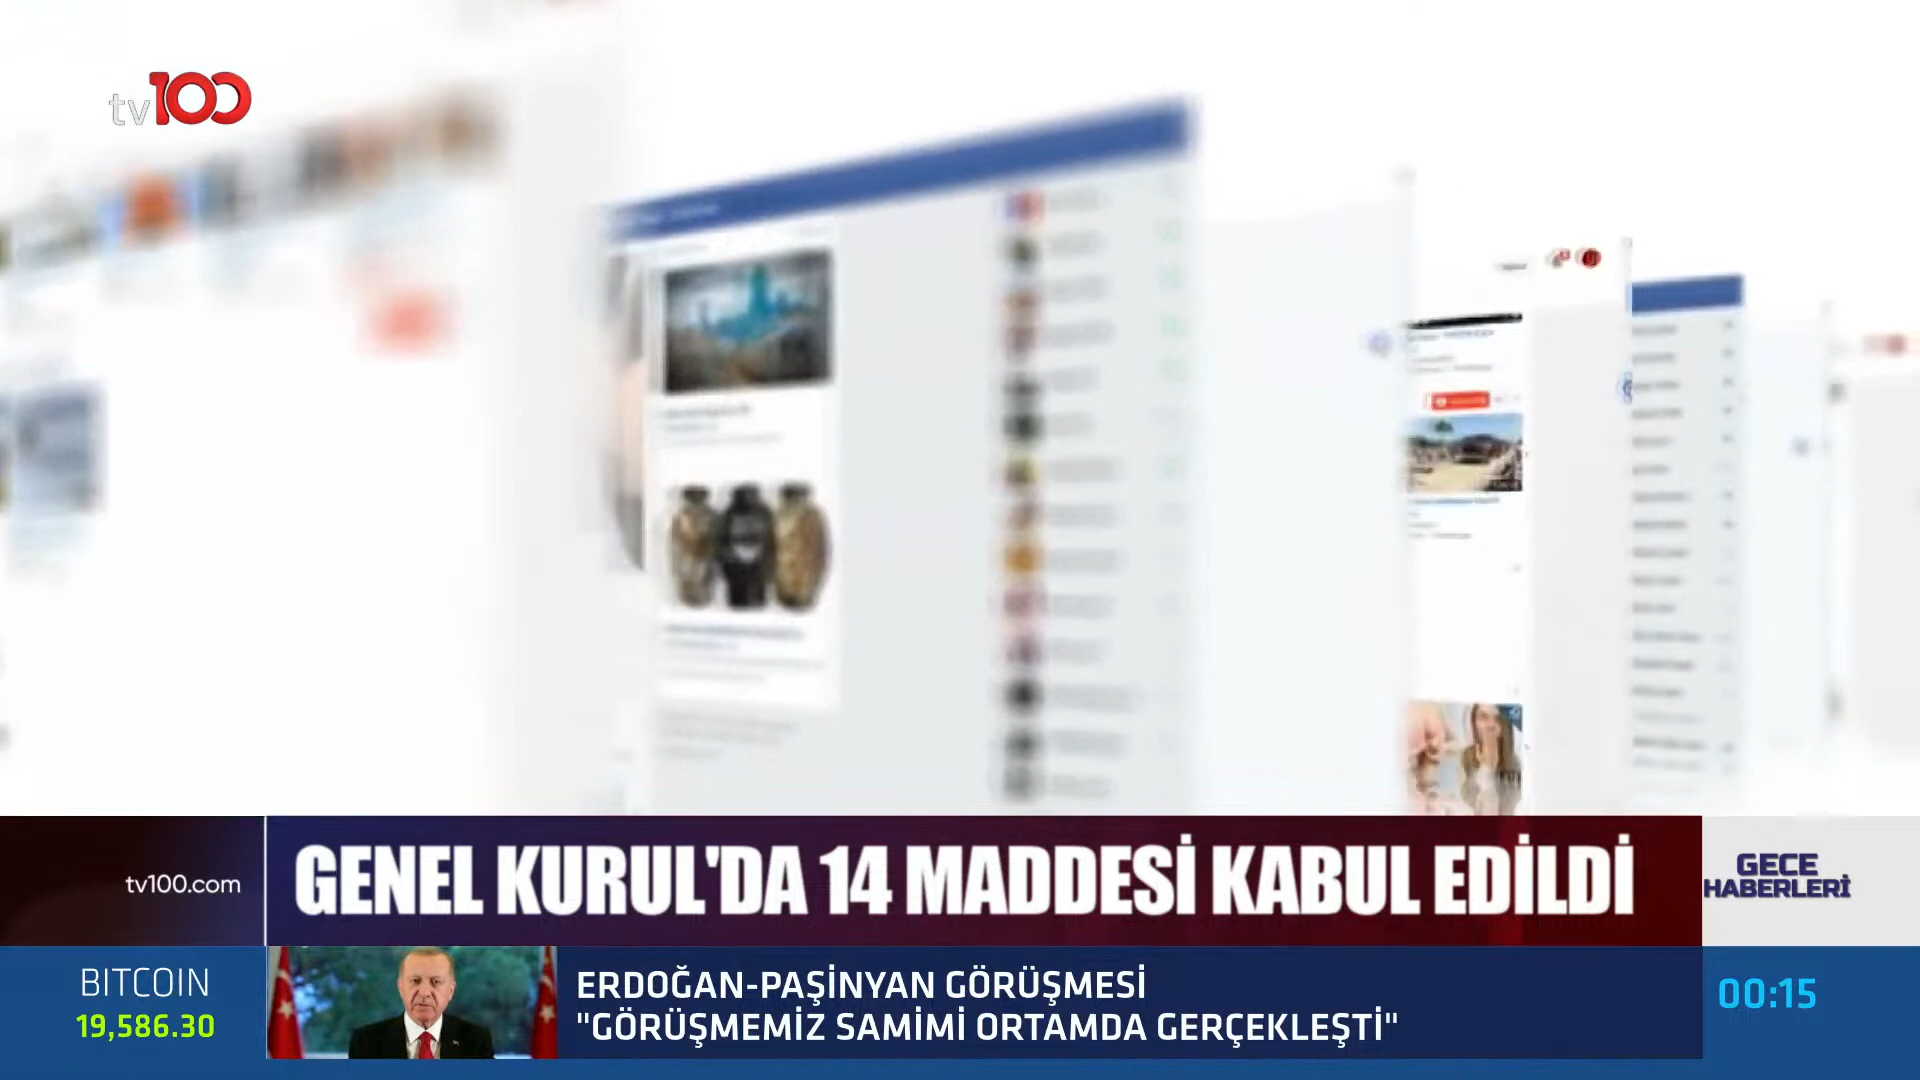 tv100
tv100.com
GENEL KURUL'DA 14 MADDESİ KABUL EDİLDİ
GECE
HABERLERİ
BITCOIN
19,586.30
ERDOĞAN-PAŞİNYAN GÖRÜŞMESİ
"GÖRÜŞMEMİZ SAMİMİ ORTAMDA GERÇEKLEŞTİ"
00:15